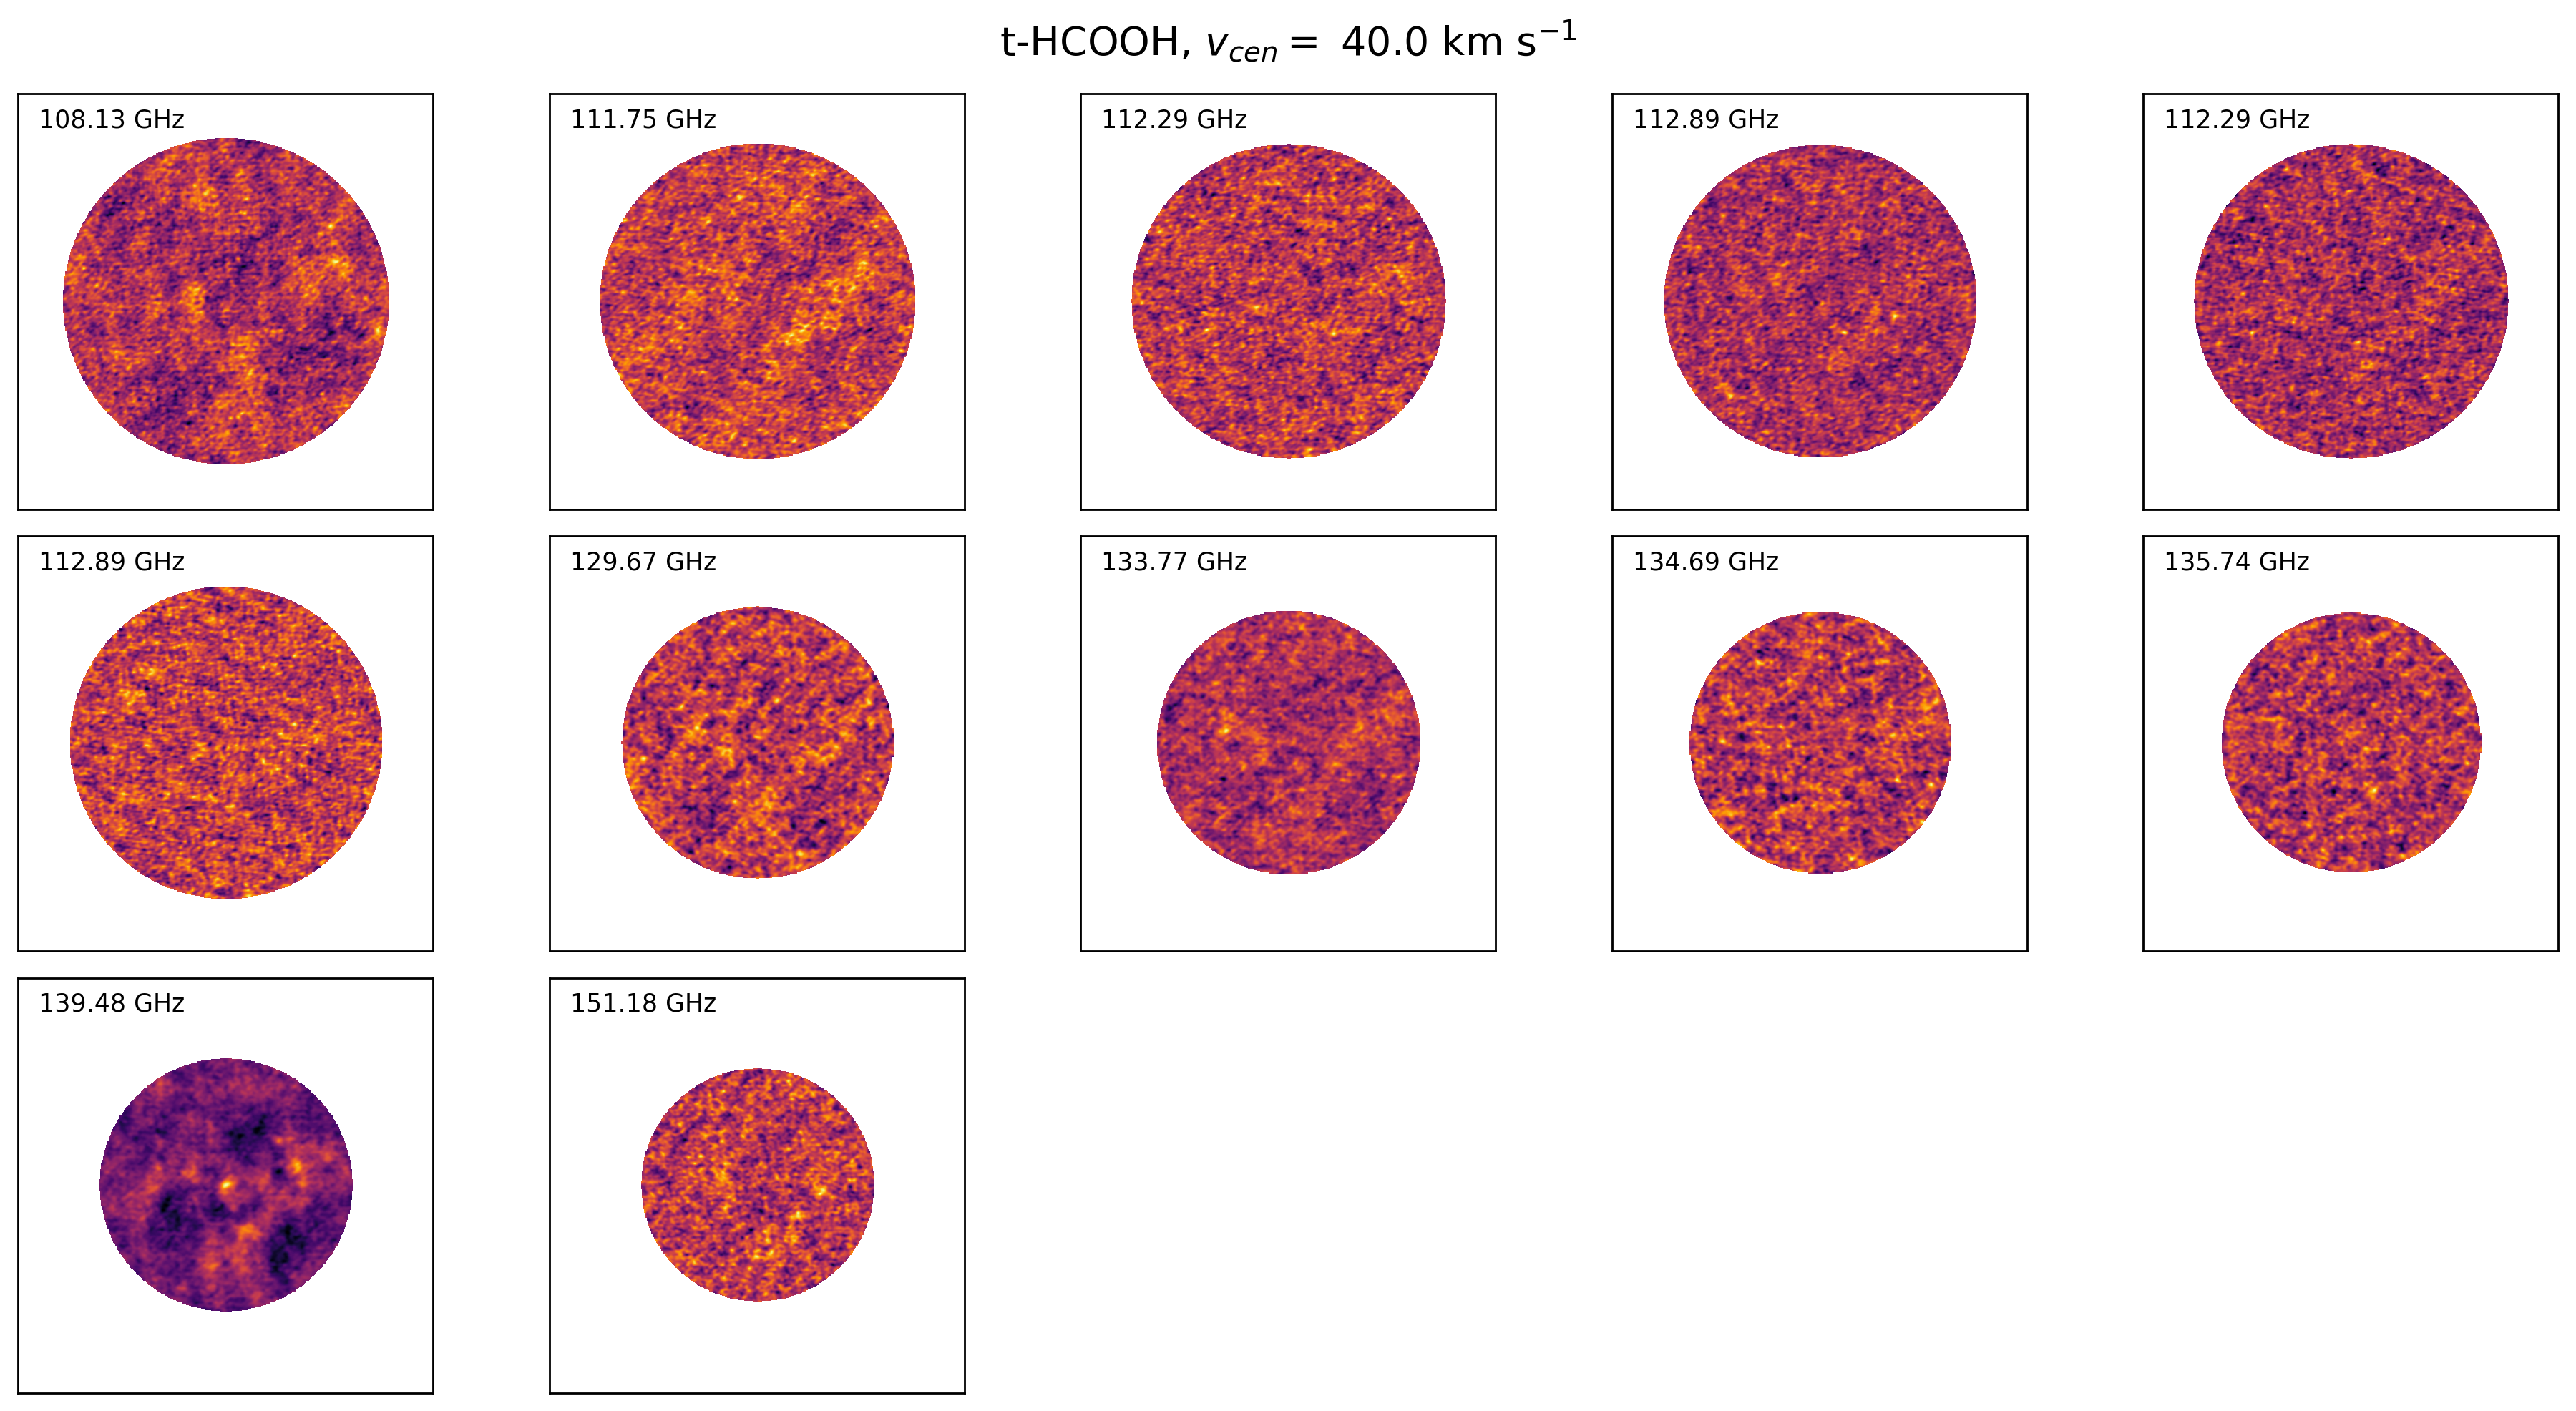 t-HCOOH, v_cen = 40.0 km s⁻¹
108.13 GHz
111.75 GHz
112.29 GHz
112.89 GHz
112.29 GHz
112.89 GHz
129.67 GHz
133.77 GHz
134.69 GHz
135.74 GHz
139.48 GHz
151.18 GHz